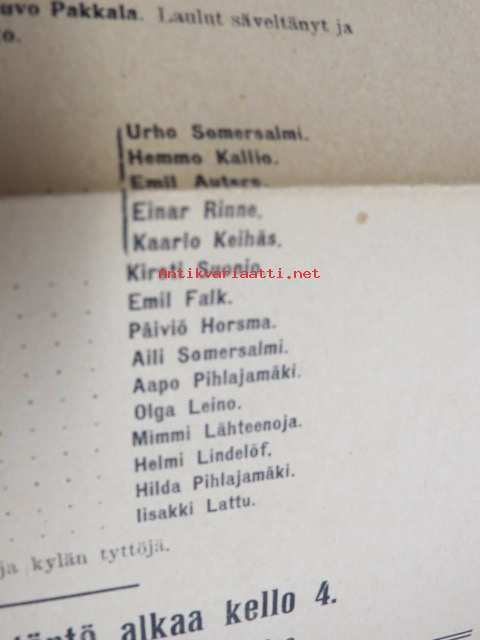 uvo Pakkala. Laulut säveltänyt ja
o.
Urho Somersalmi.
Hemmo Kallio.
Emil Autere.
Einar Rinne.
Kaarlo Keihäs.
Kirsti Suonio.
Antikvariaatti.net
Emil Falk.
Päiviö Horsma.
Aili Somersalmi.
Aapo Pihlajamäki.
Olga Leino.
Mimmi Lähteenoja.
Helmi Lindelöf.
Hilda Pihlajamäki.
Iisakki Lattu.
ja kylän tyttöjä.
alkaa kello 4.